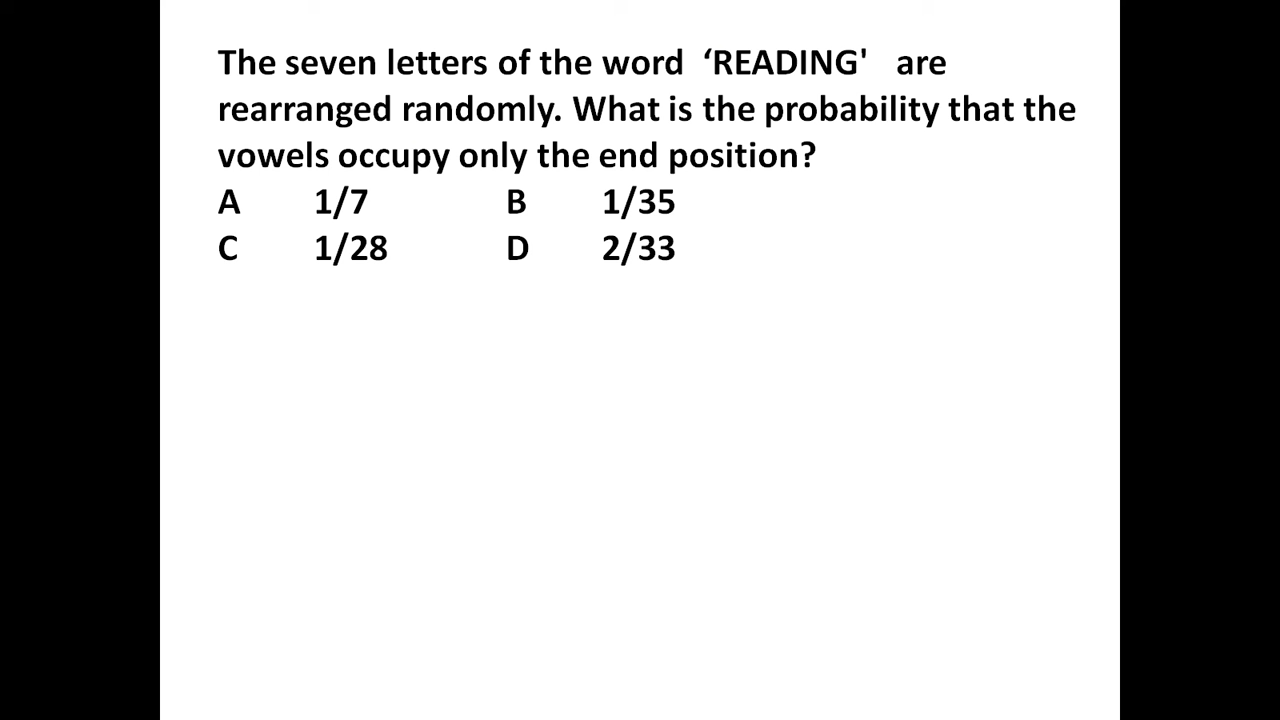 The seven letters of the word ‘READING' are
rearranged randomly. What is the probability that the
vowels occupy only the end position?
A 1/7 B 1/35
C 1/28 D 2/33